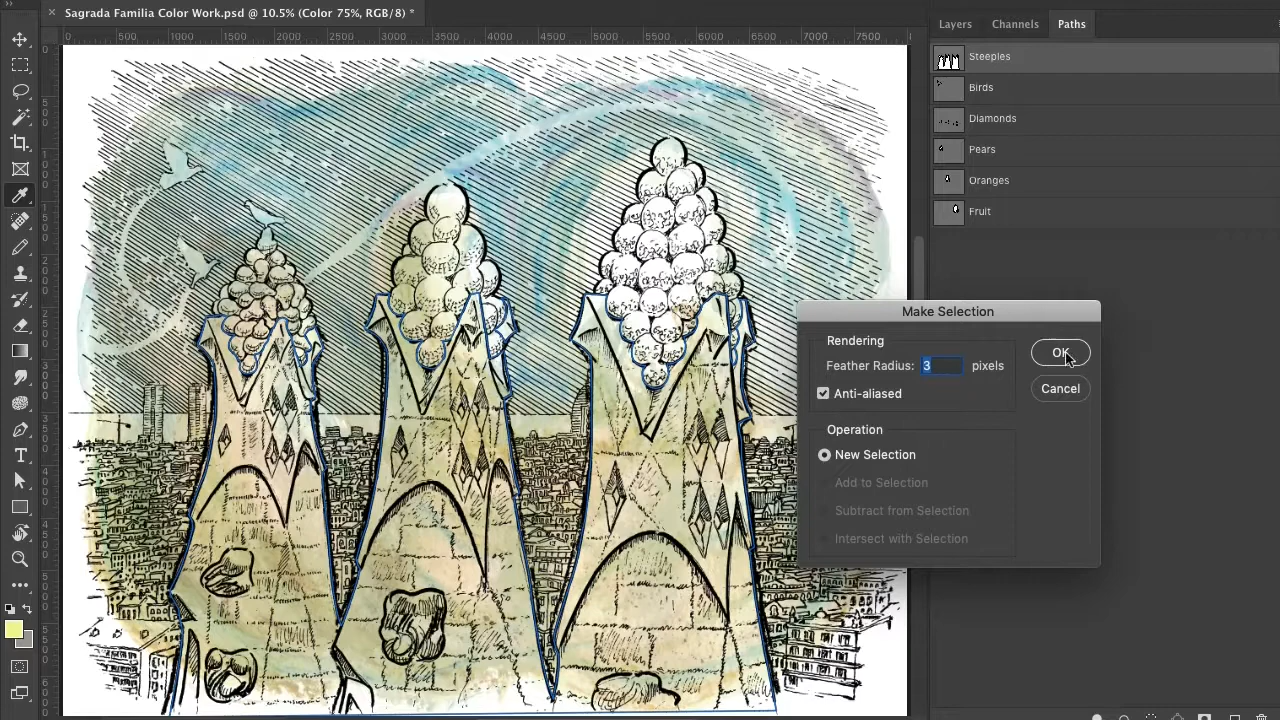 Sagrada Familia Color Work.psd @ 10.5% (Color 75%, RGB/8) *
Layers Channels Paths
0 500 1000 1500 2000 2500 3000 3500 4000 4500 5000 5500 6000 6500 7000 7500
Steeples
Birds
Diamonds
Pears
Oranges
Fruit
Make Selection
Rendering
Feather Radius: 3 pixels
OK
Anti-aliased
Cancel
Operation
New Selection
Add to Selection
Subtract from Selection
Intersect with Selection